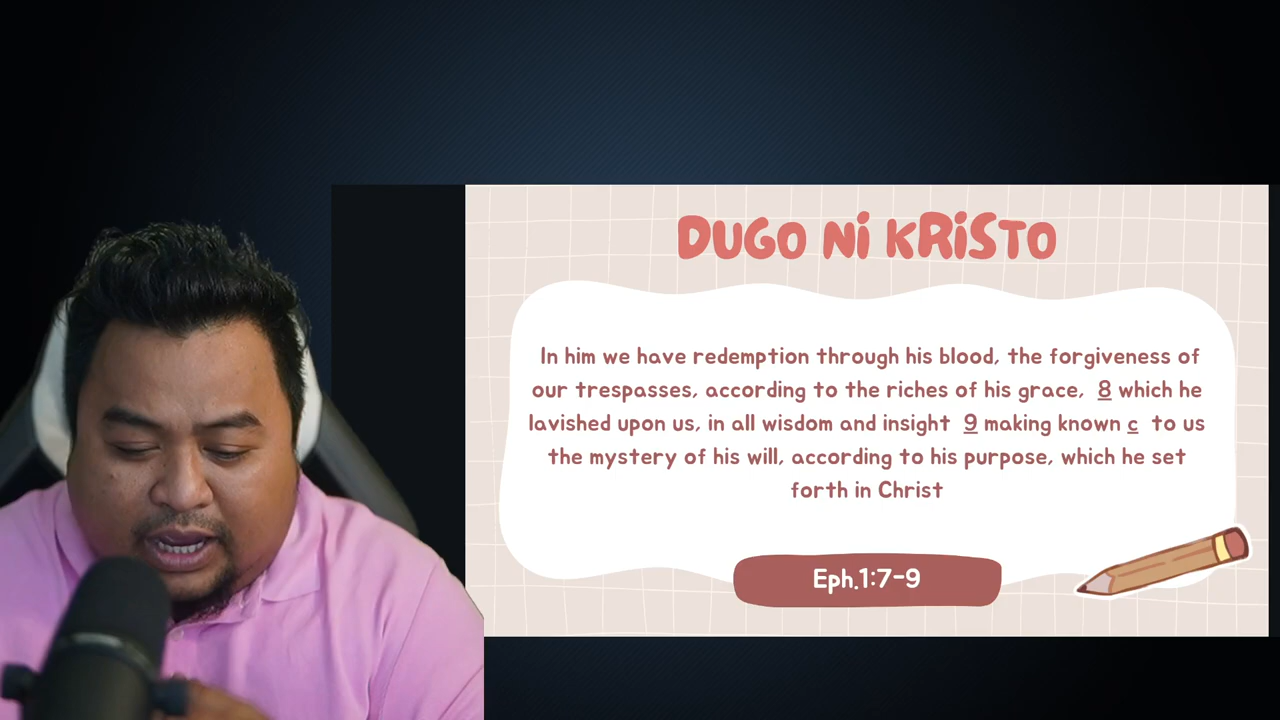 DUGO Ni KRiSTO
In him we have redemption through his blood, the forgiveness of
our trespasses, according to the riches of his grace, 8 which he
lavished upon us, in all wisdom and insight 9 making known c to us
the mystery of his will, according to his purpose, which he set
forth in Christ
Eph.1:7-9